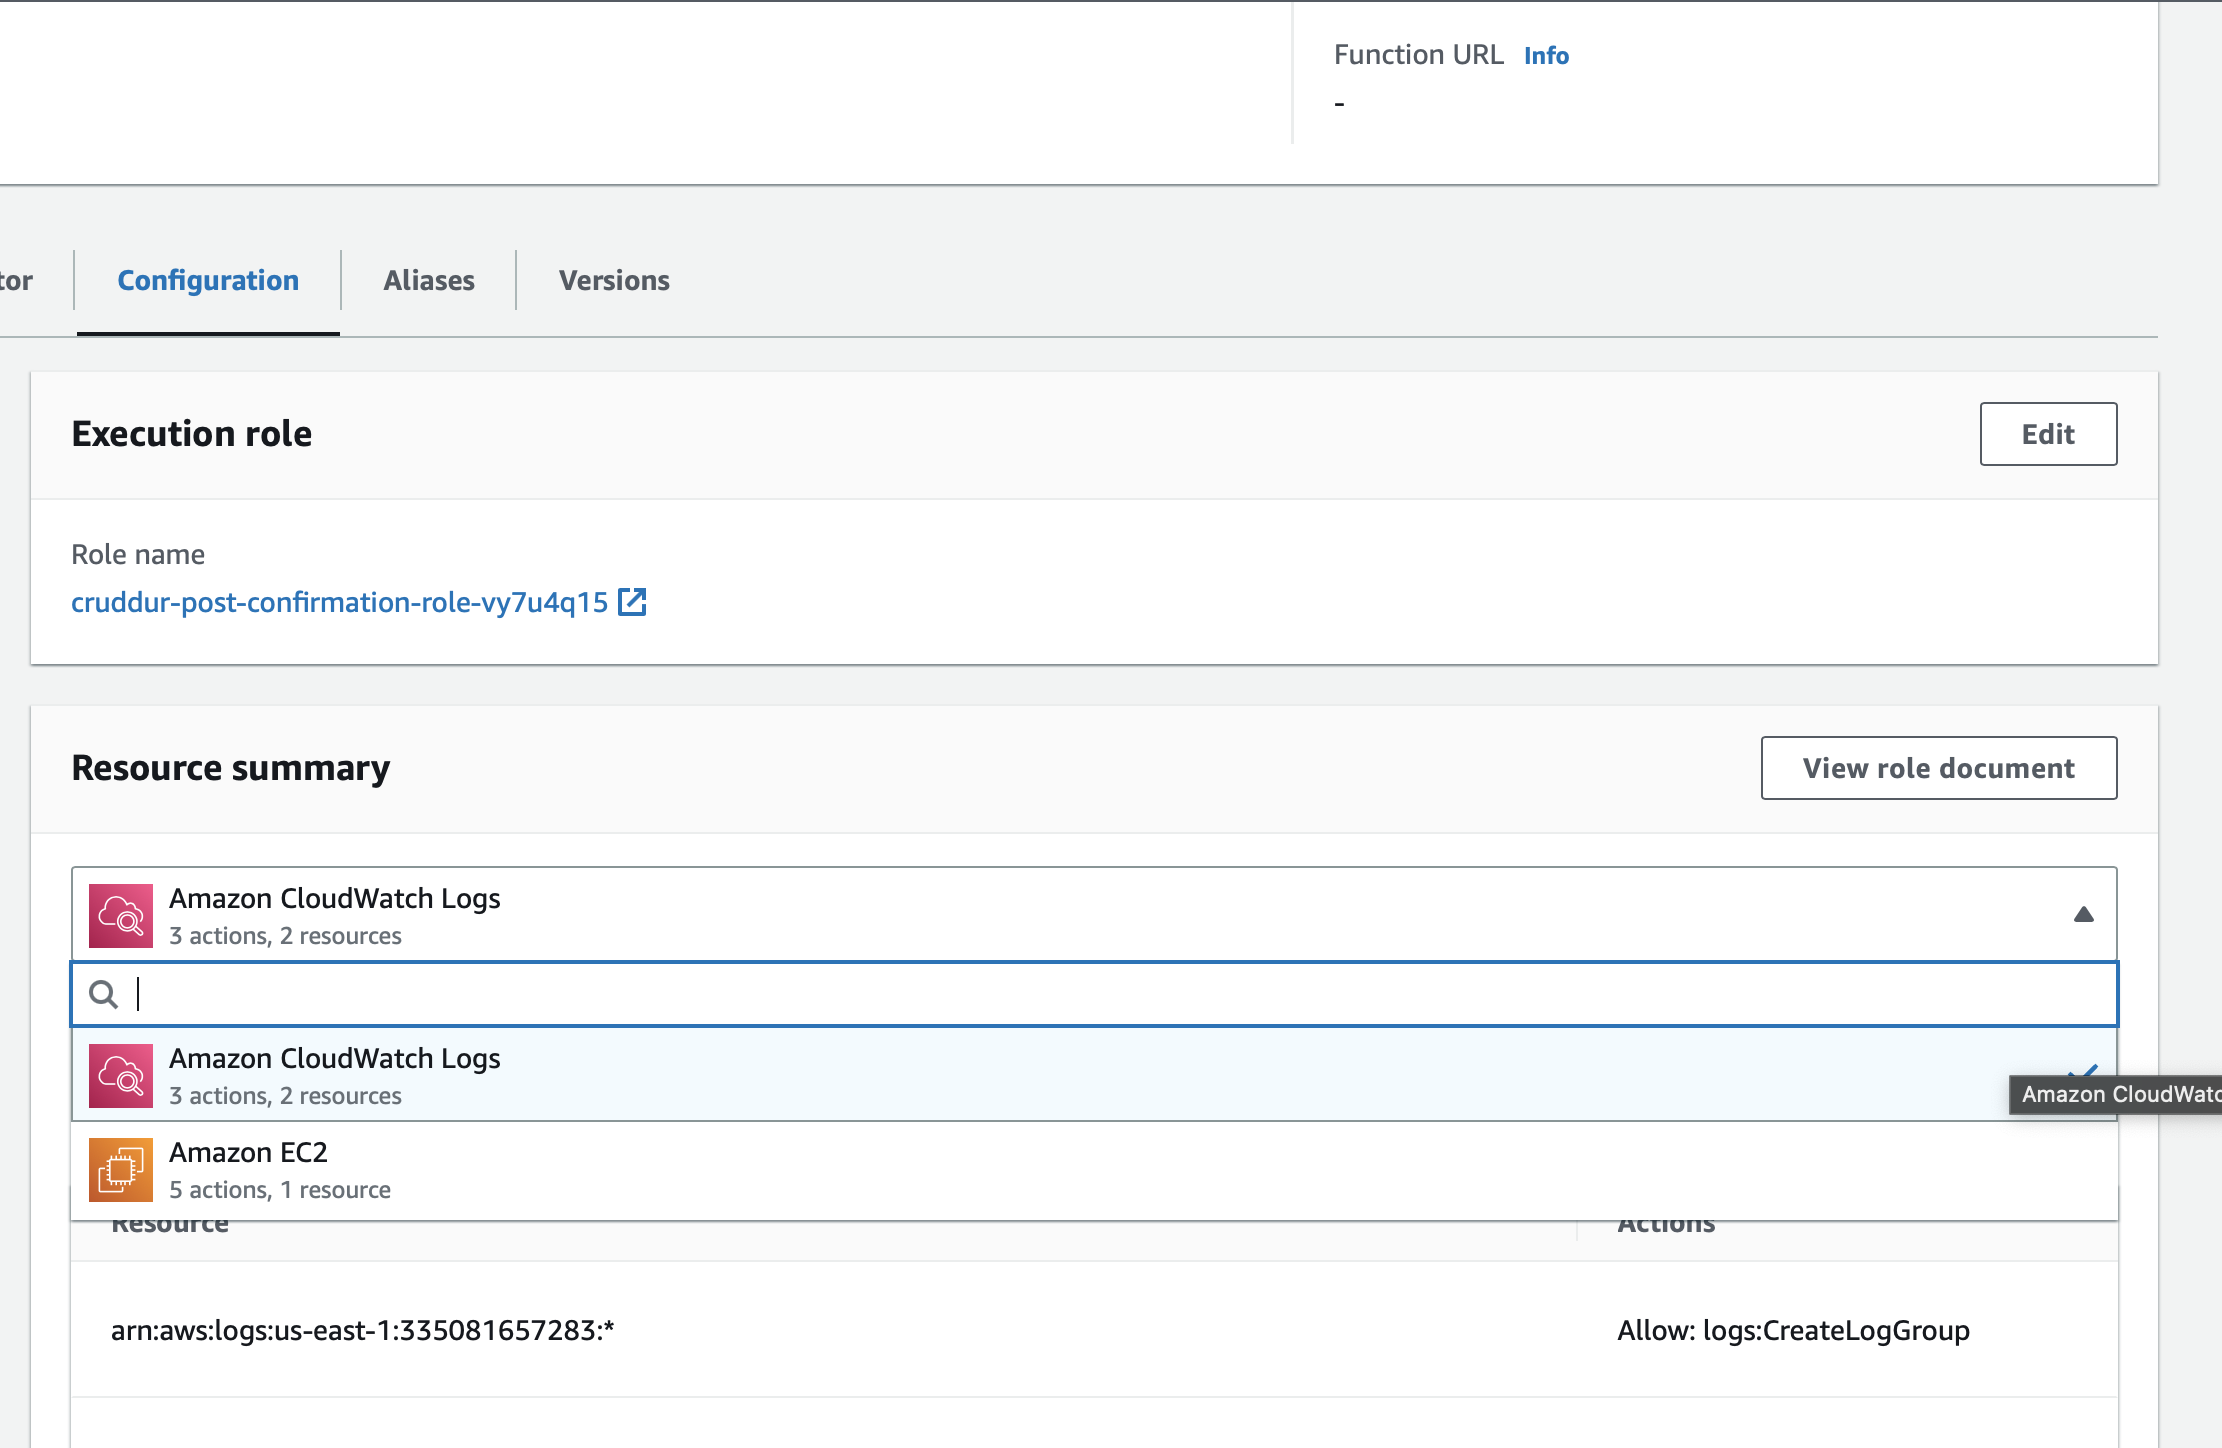 Function URL Info
-
tor
Configuration
Aliases
Versions
Execution role
Edit
Role name
cruddur-post-confirmation-role-vy7u4q15
Resource summary
View role document
Amazon CloudWatch Logs
3 actions, 2 resources
Amazon CloudWatch Logs
3 actions, 2 resources
Amazon CloudWatc
Amazon EC2
5 actions, 1 resource
Resource
Actions
arn:aws:logs:us-east-1:335081657283:*
Allow: logs:CreateLogGroup